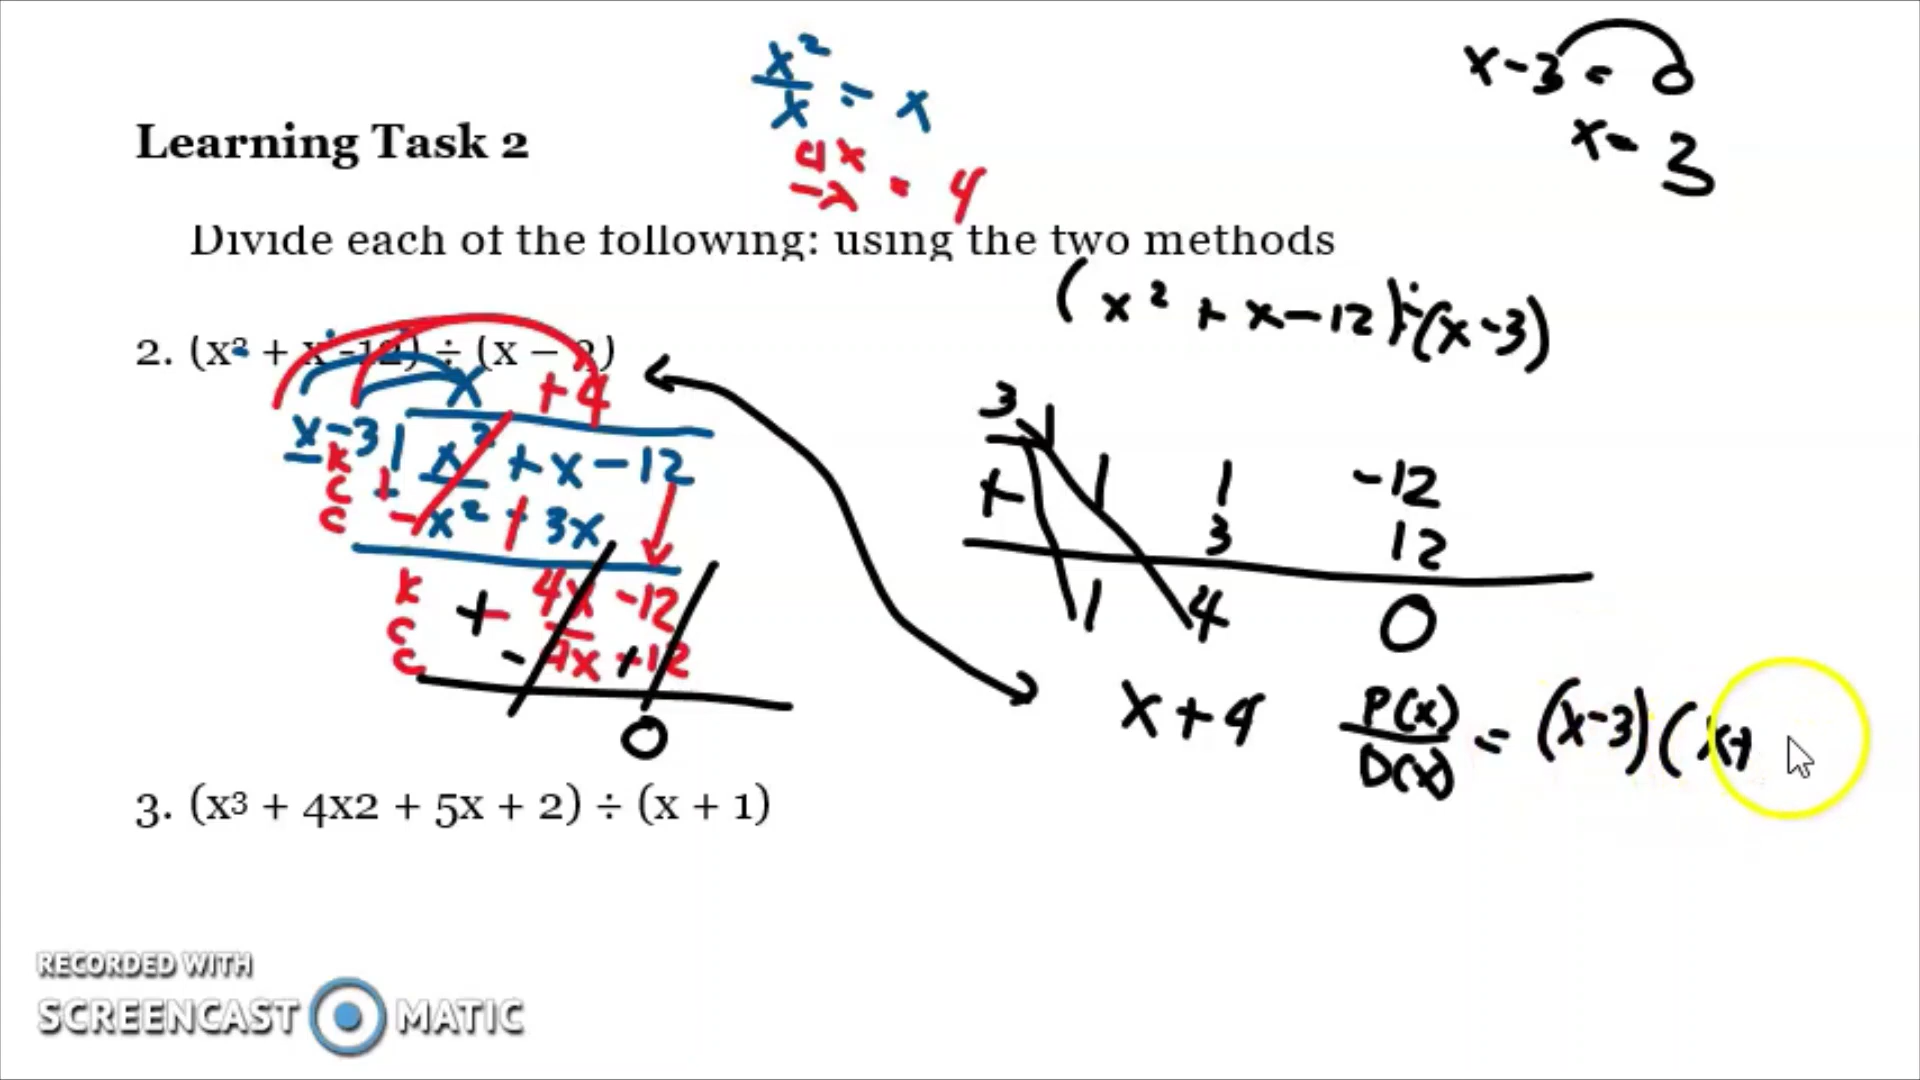 x² / x = x
x - 3 = 0
4x / x = 4
x = 3
Learning Task 2
Divide each of the following: using the two methods
(x² + x - 12) ÷ (x - 3)
2. (x² + x -12) ÷ (x – 3)
x + 4
x - 3 | x² + x - 12
K C C - x² + 3x
K C C + 4x - 12
- 4x + 12
0
3 | 1 1 -12
+ 3 12
1 4 0
x + 4
P(x) / D(x) = (x-3)(x+
3. (x3 + 4x2 + 5x + 2) ÷ (x + 1)
RECORDED WITH
SCREENCAST MATIC